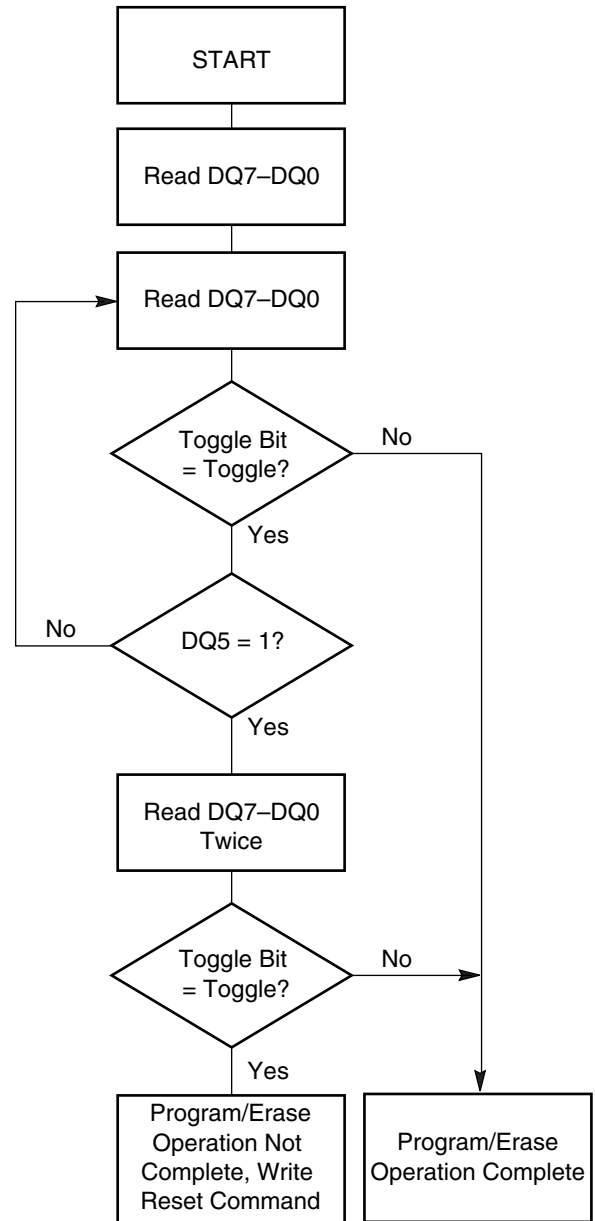 START
Read DQ7–DQ0
Read DQ7–DQ0
Toggle Bit
= Toggle?
No
Yes
No
DQ5 = 1?
Yes
Read DQ7–DQ0
Twice
Toggle Bit
= Toggle?
No
Yes
Program/Erase
Operation Not
Complete, Write
Reset Command
Program/Erase
Operation Complete